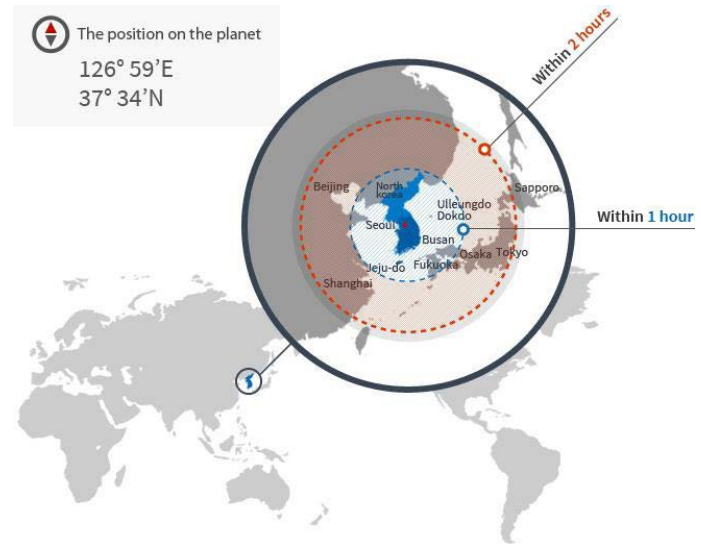 The position on the planet
126° 59’E
37° 34’N
Within 2 hours
Beijing
North
korea
Sapporo
Ulleungdo
Dokdo
Within 1 hour
Seoul
Busan
Osaka
Tokyo
Jeju-do
Fukuoka
Shanghai